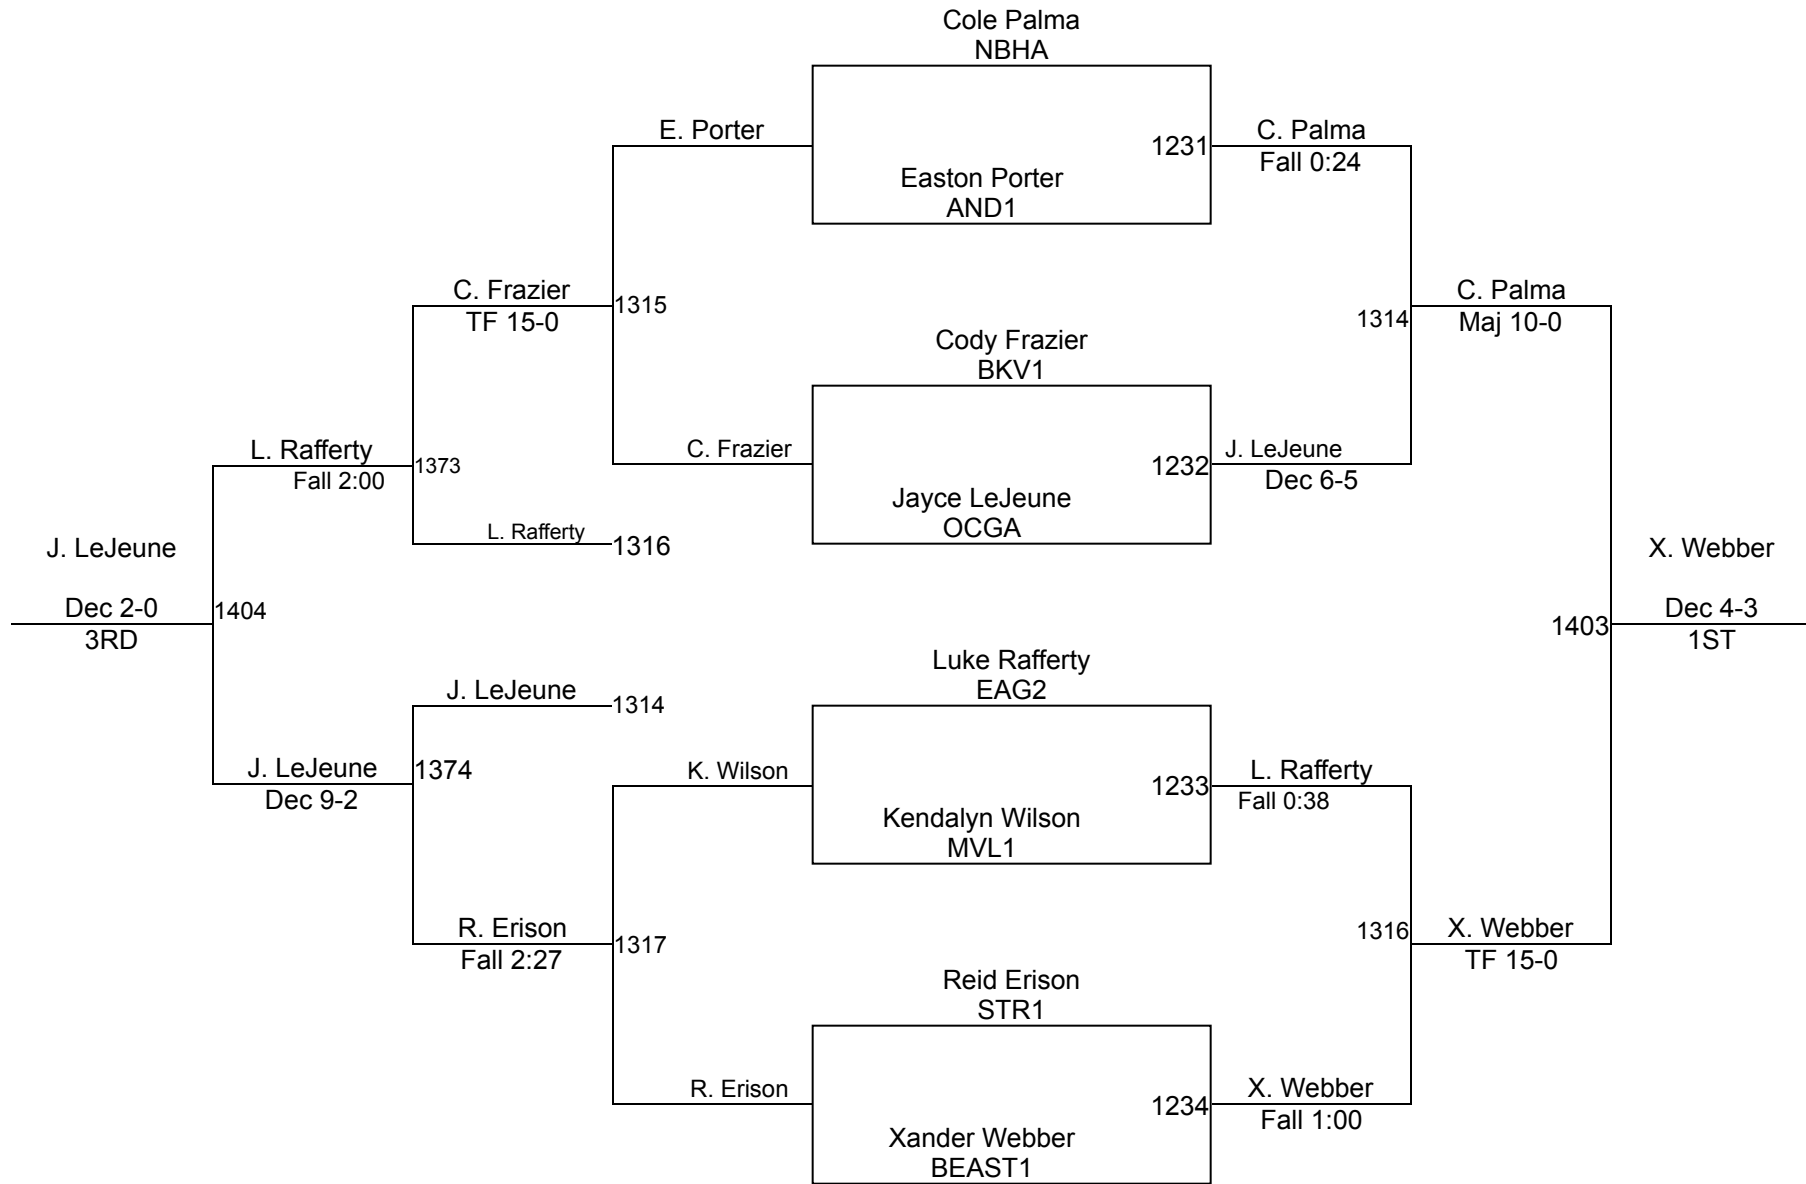 Cole Palma
NBHA
E. Porter
1231
C. Palma
Fall 0:24
Easton Porter
AND1
C. Frazier
TF 15-0
1315
1314
C. Palma
Maj 10-0
Cody Frazier
BKV1
L. Rafferty
Fall 2:00
1373
C. Frazier
1232
J. LeJeune
Dec 6-5
Jayce LeJeune
OCGA
L. Rafferty
1316
J. LeJeune
Dec 2-0
3RD
1404
X. Webber
1403
Dec 4-3
1ST
Luke Rafferty
EAG2
J. LeJeune
1314
J. LeJeune
Dec 9-2
1374
K. Wilson
1233
L. Rafferty
Fall 0:38
Kendalyn Wilson
MVL1
R. Erison
Fall 2:27
1317
1316
X. Webber
TF 15-0
Reid Erison
STR1
R. Erison
1234
X. Webber
Fall 1:00
Xander Webber
BEAST1